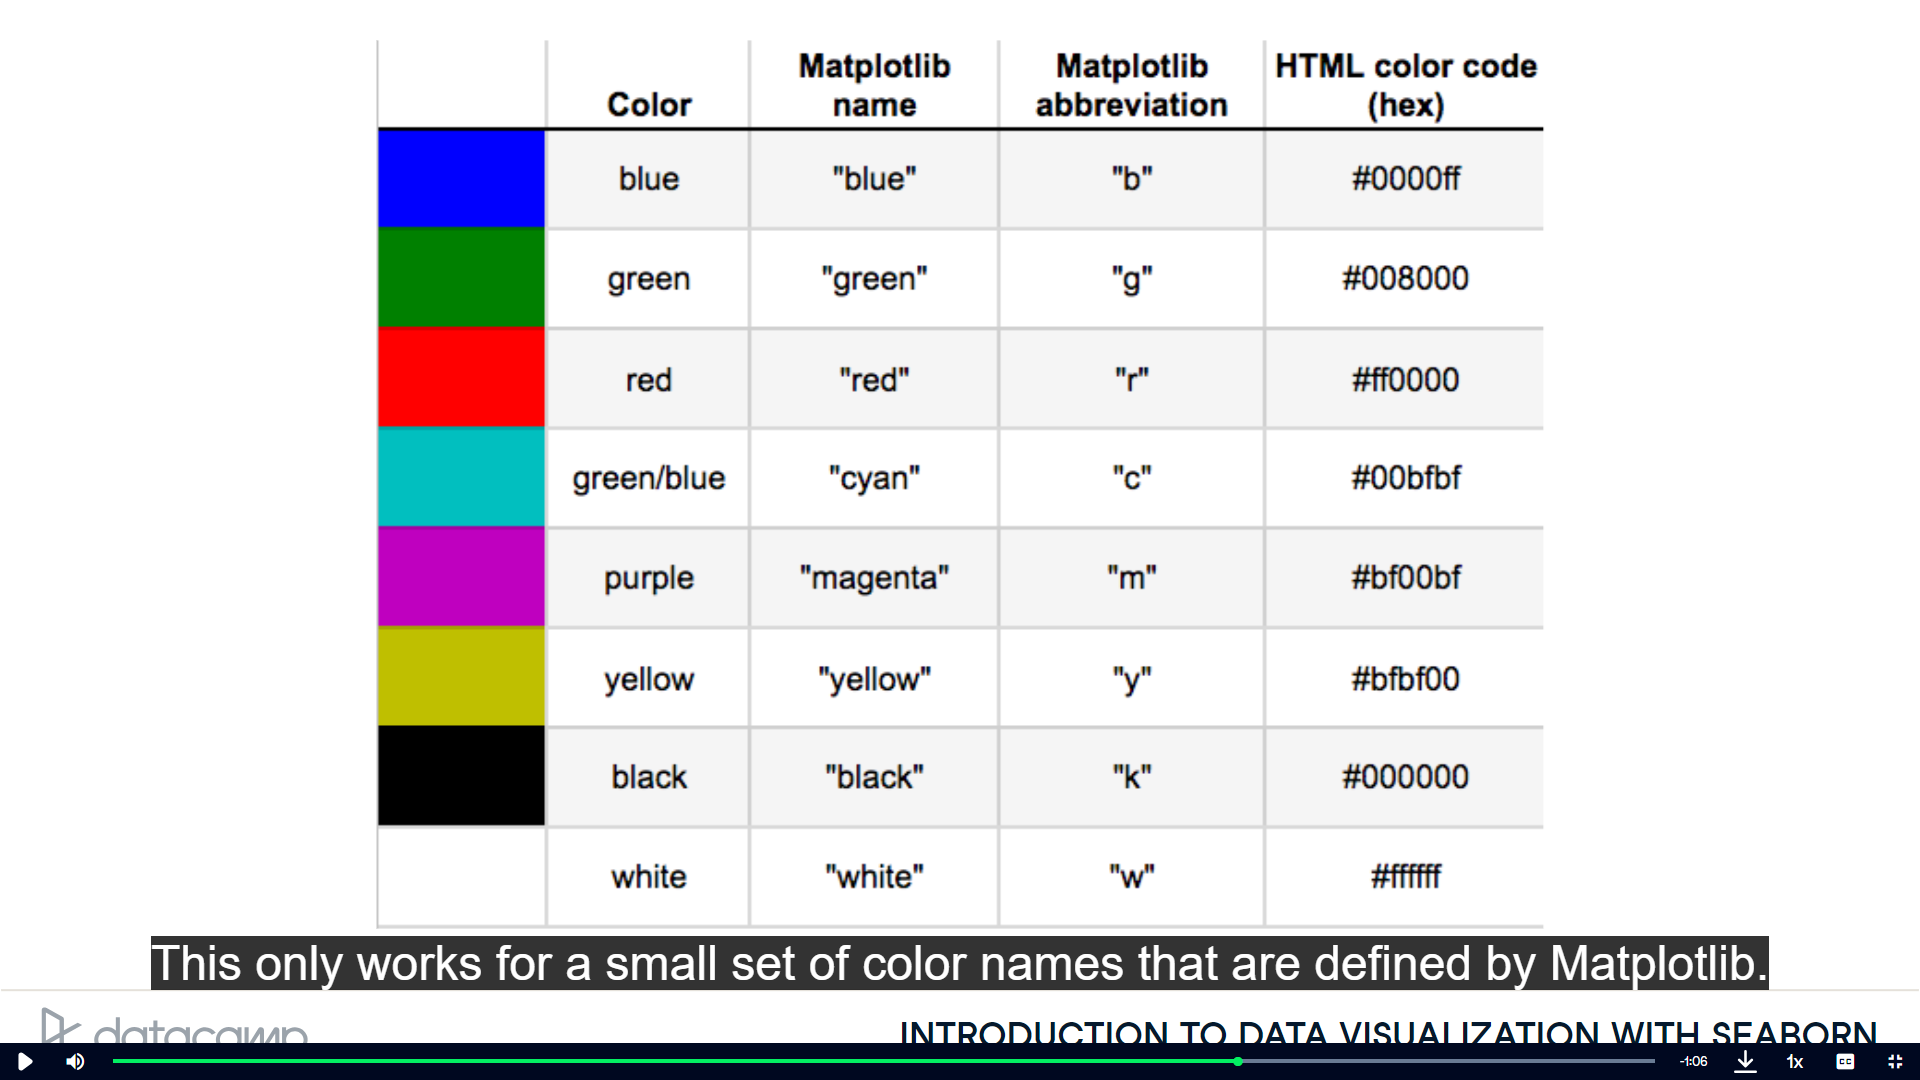 Color Matplotlib name Matplotlib abbreviation HTML color code (hex)
blue "blue" "b" #0000ff
green "green" "g" #008000
red "red" "r" #ff0000
green/blue "cyan" "c" #00bfbf
purple "magenta" "m" #bf00bf
yellow "yellow" "y" #bfbf00
black "black" "k" #000000
white "white" "w" #ffffff
This only works for a small set of color names that are defined by Matplotlib.
datacamp INTRODUCTION TO DATA VISUALIZATION WITH SEABORN
-1:06 1x CC